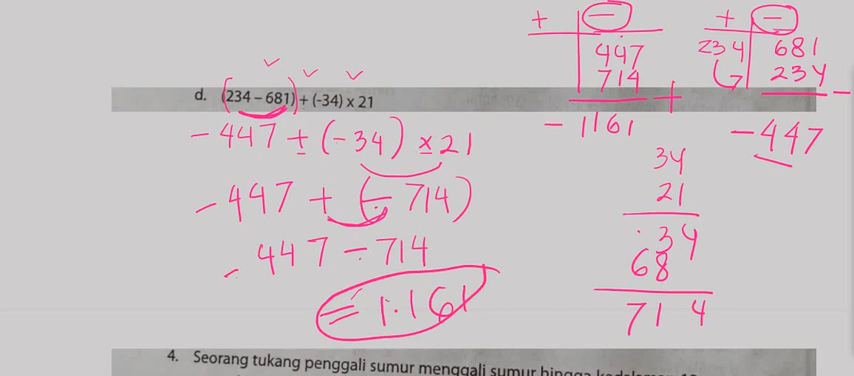 d. (234 – 681) + (-34) x 21
- 447 + (-34) x 21
- 447 + (- 714)
- 447 - 714
= 1.161
+ -
447
714 +
- 1161
+ -
234 681
234 -
- 447
34
21
34
68
714
4. Seorang tukang penggali sumur menggali sumur hingga